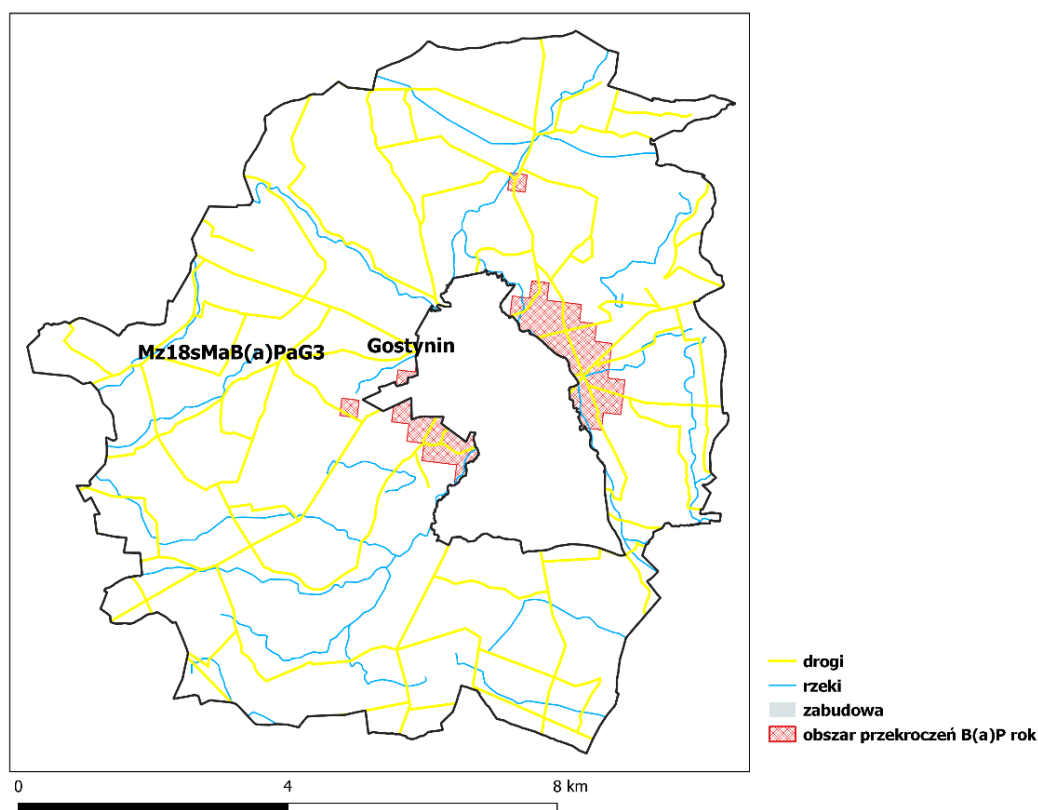 Mz18sMaB(a)PaG3
Gostynin
drogi
rzeki
zabudowa
obszar przekroczeń B(a)P rok
0 4 8 km